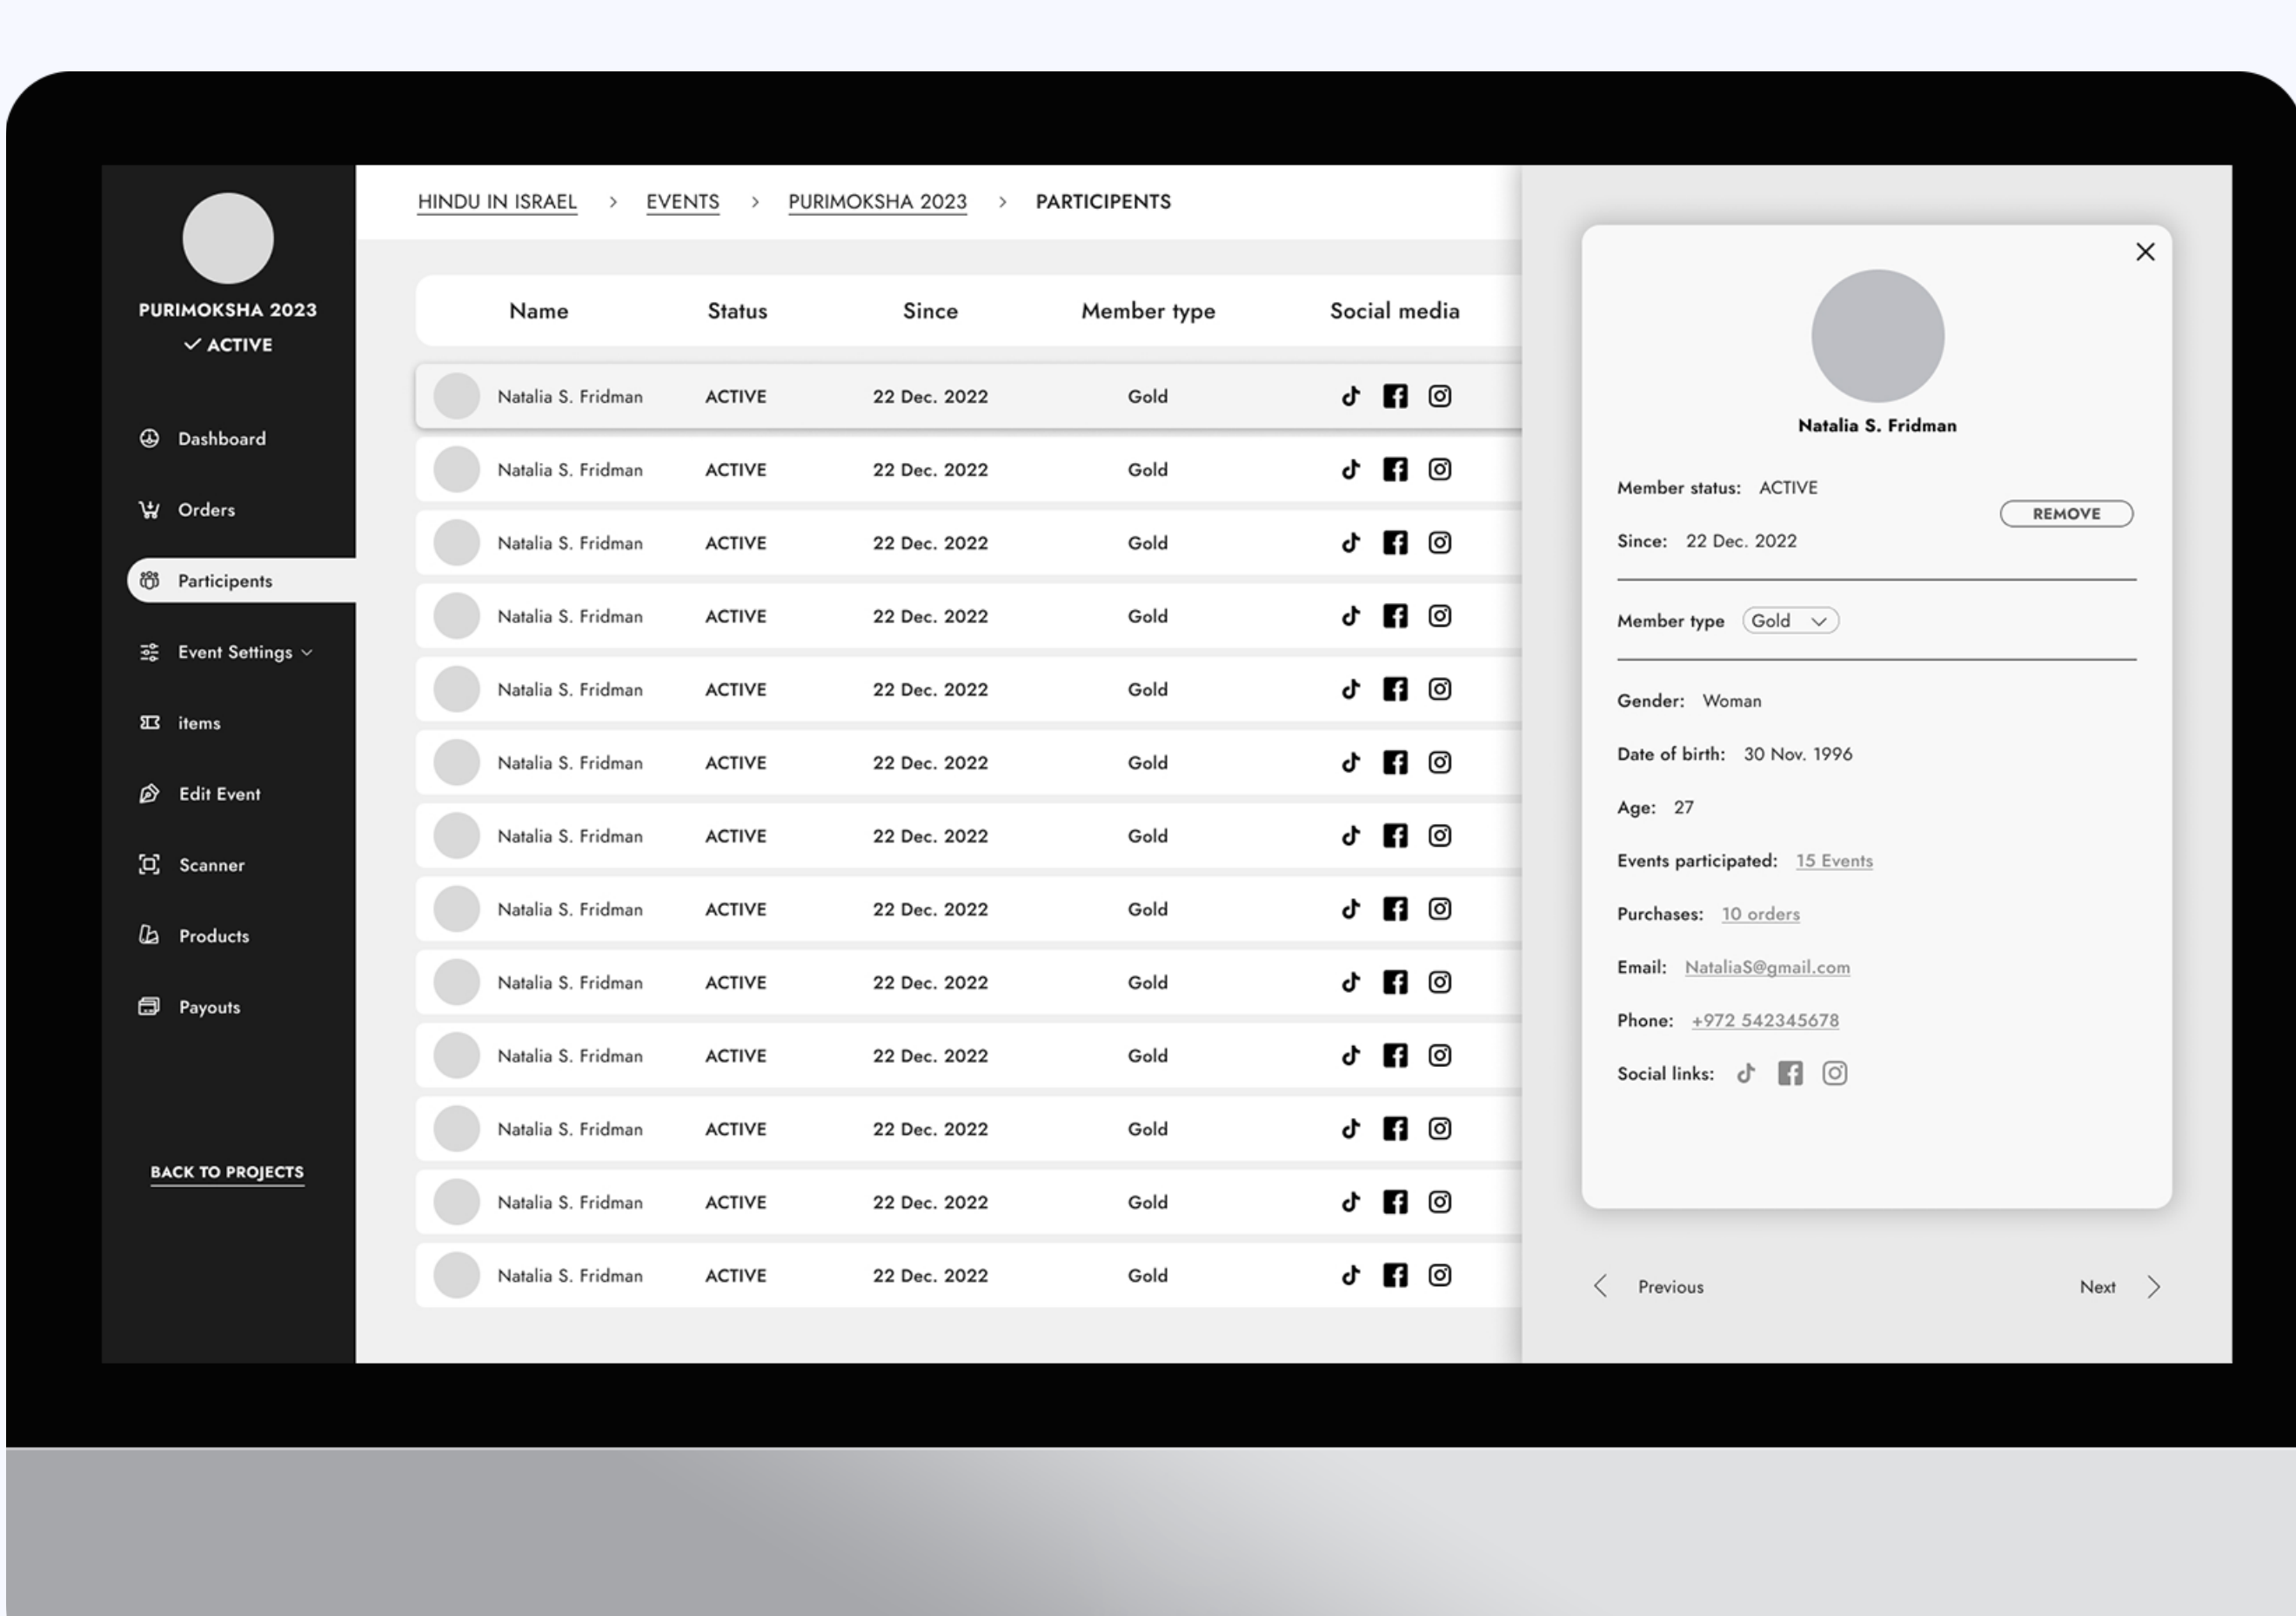 PURIMOKSHA 2023
ACTIVE
Dashboard
Orders
Participents
Event Settings
items
Edit Event
Scanner
Products
Payouts
BACK TO PROJECTS
HINDU IN ISRAEL > EVENTS > PURIMOKSHA 2023 > PARTICIPENTS
Name Status Since Member type Social media
Natalia S. Fridman ACTIVE 22 Dec. 2022 Gold
Natalia S. Fridman ACTIVE 22 Dec. 2022 Gold
Natalia S. Fridman ACTIVE 22 Dec. 2022 Gold
Natalia S. Fridman ACTIVE 22 Dec. 2022 Gold
Natalia S. Fridman ACTIVE 22 Dec. 2022 Gold
Natalia S. Fridman ACTIVE 22 Dec. 2022 Gold
Natalia S. Fridman ACTIVE 22 Dec. 2022 Gold
Natalia S. Fridman ACTIVE 22 Dec. 2022 Gold
Natalia S. Fridman ACTIVE 22 Dec. 2022 Gold
Natalia S. Fridman ACTIVE 22 Dec. 2022 Gold
Natalia S. Fridman ACTIVE 22 Dec. 2022 Gold
Natalia S. Fridman ACTIVE 22 Dec. 2022 Gold
Natalia S. Fridman ACTIVE 22 Dec. 2022 Gold
Natalia S. Fridman
Member status: ACTIVE
REMOVE
Since: 22 Dec. 2022
Member type Gold
Gender: Woman
Date of birth: 30 Nov. 1996
Age: 27
Events participated: 15 Events
Purchases: 10 orders
Email: NataliaS@gmail.com
Phone: +972 542345678
Social links:
Previous Next